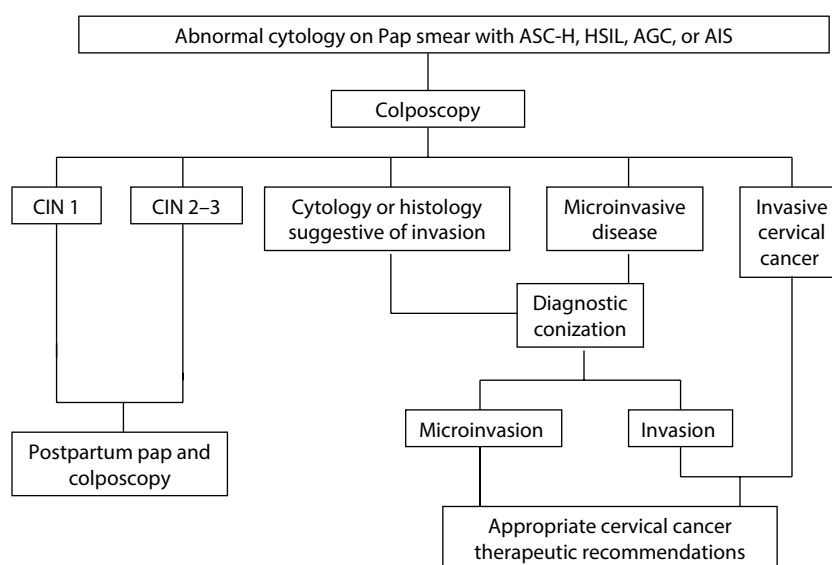 Abnormal cytology on Pap smear with ASC-H, HSIL, AGC, or AIS
Colposcopy
CIN 1
CIN 2–3
Cytology or histology
suggestive of invasion
Microinvasive
disease
Invasive
cervical
cancer
Diagnostic
conization
Microinvasion
Invasion
Postpartum pap and
colposcopy
Appropriate cervical cancer
therapeutic recommendations